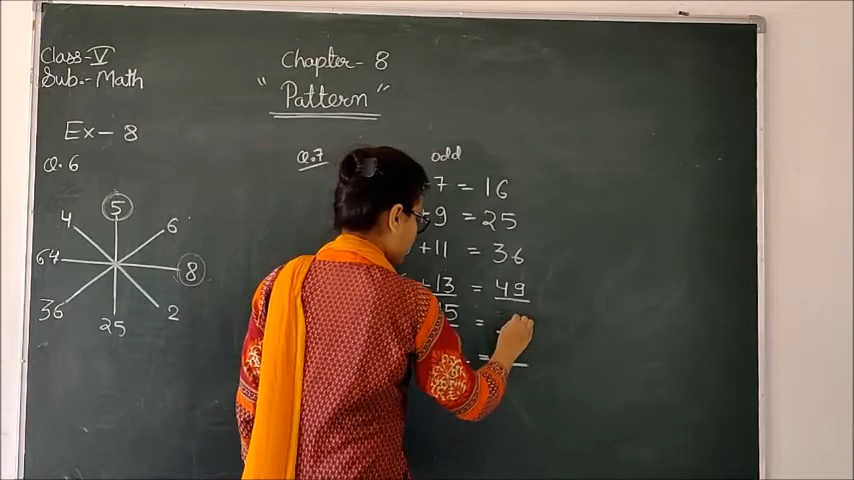 Class - V
Sub.- Math
Chapter - 8
" Pattern "
Ex - 8
Q. 6
Q. 7
odd
5
4
6
64
8
36
2
25
7 = 16
+9 = 25
+11 = 36
+13 = 49
15 =
=